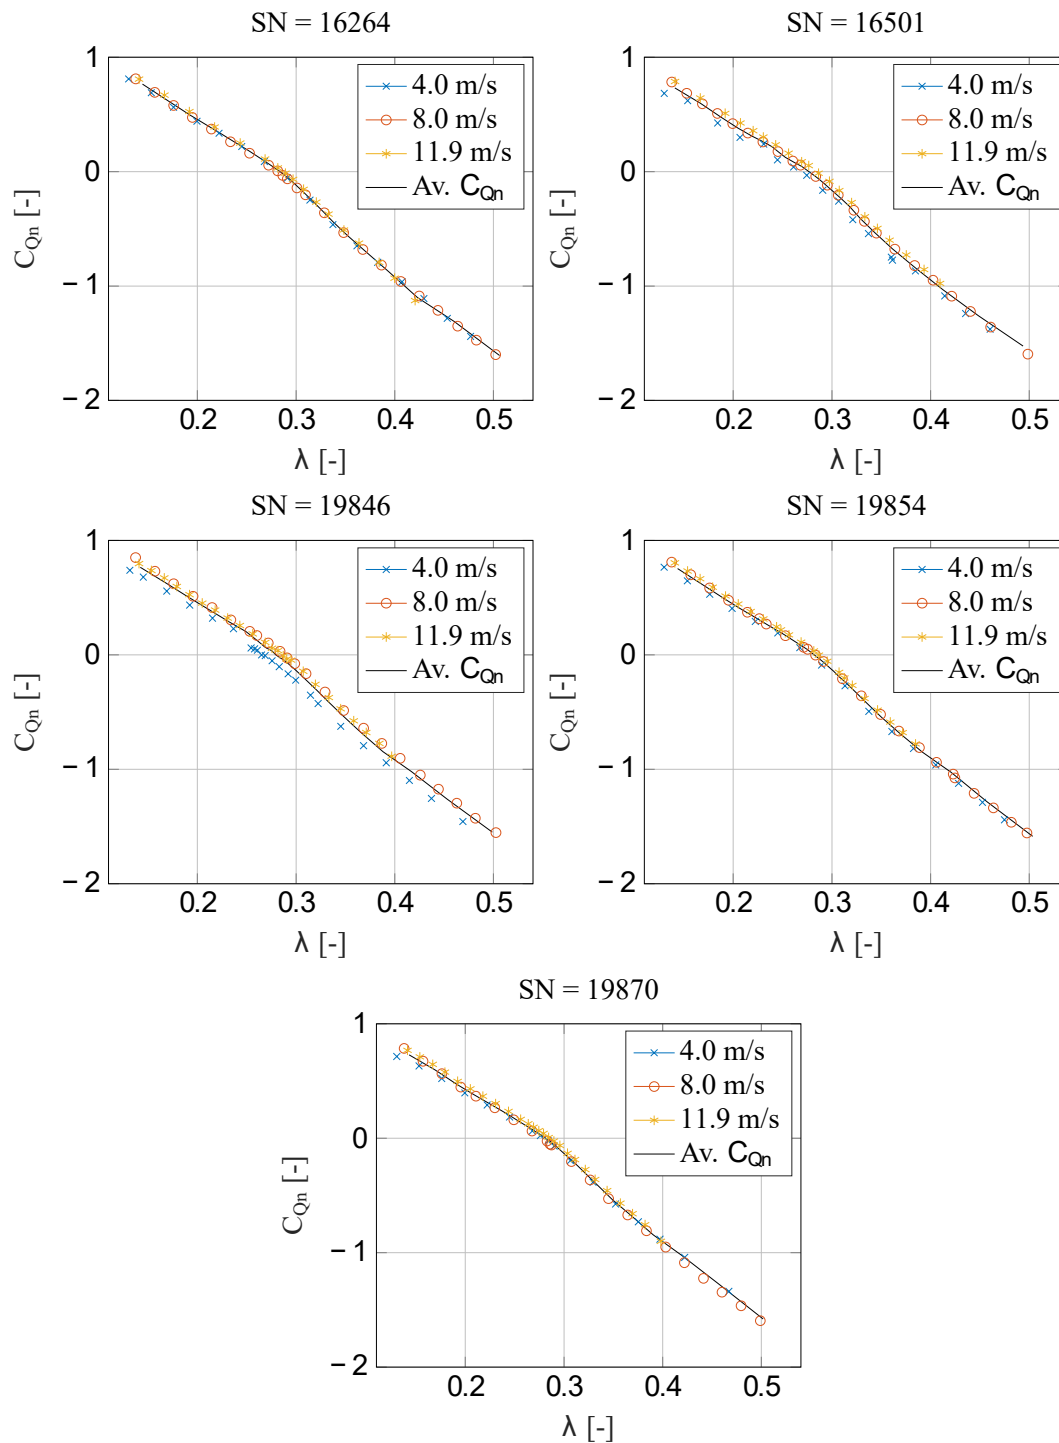 SN = 16264
1
0
−1
−2
0.2 0.3 0.4 0.5
C_Qn [-]
λ [-]
4.0 m/s
8.0 m/s
11.9 m/s
Av. C_Qn
SN = 16501
1
0
−1
−2
0.2 0.3 0.4 0.5
C_Qn [-]
λ [-]
4.0 m/s
8.0 m/s
11.9 m/s
Av. C_Qn
SN = 19846
1
0
−1
−2
0.2 0.3 0.4 0.5
C_Qn [-]
λ [-]
4.0 m/s
8.0 m/s
11.9 m/s
Av. C_Qn
SN = 19854
1
0
−1
−2
0.2 0.3 0.4 0.5
C_Qn [-]
λ [-]
4.0 m/s
8.0 m/s
11.9 m/s
Av. C_Qn
SN = 19870
1
0
−1
−2
0.2 0.3 0.4 0.5
C_Qn [-]
λ [-]
4.0 m/s
8.0 m/s
11.9 m/s
Av. C_Qn